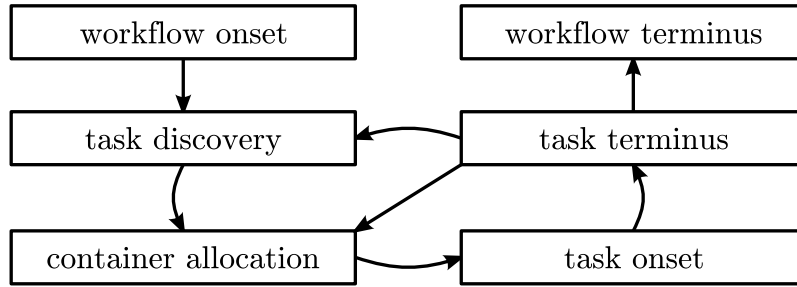 workflow onset
workflow terminus
task discovery
task terminus
container allocation
task onset